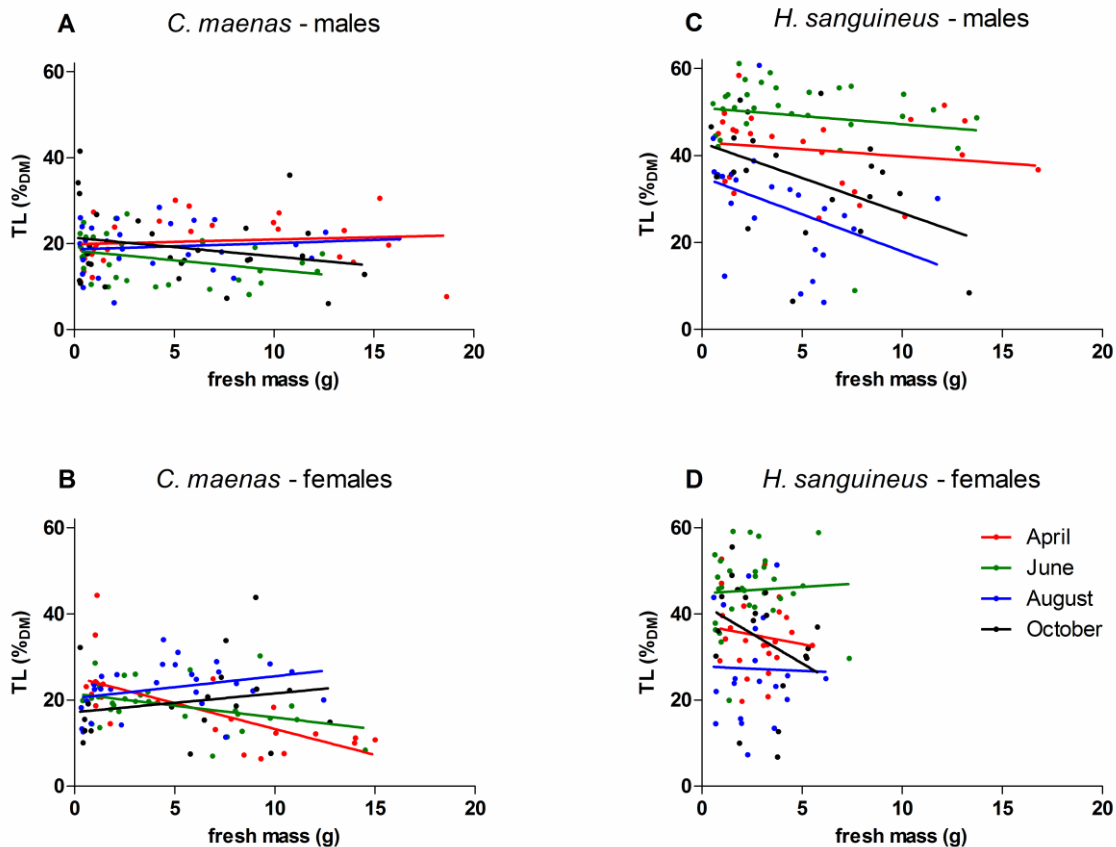 A C. maenas - males
60
40
20
0
TL (%DM)
0 5 10 15 20
fresh mass (g)
C H. sanguineus - males
60
40
20
0
TL (%DM)
0 5 10 15 20
fresh mass (g)
B C. maenas - females
60
40
20
0
TL (%DM)
0 5 10 15 20
fresh mass (g)
D H. sanguineus - females
60
40
20
0
TL (%DM)
0 5 10 15 20
fresh mass (g)
April
June
August
October